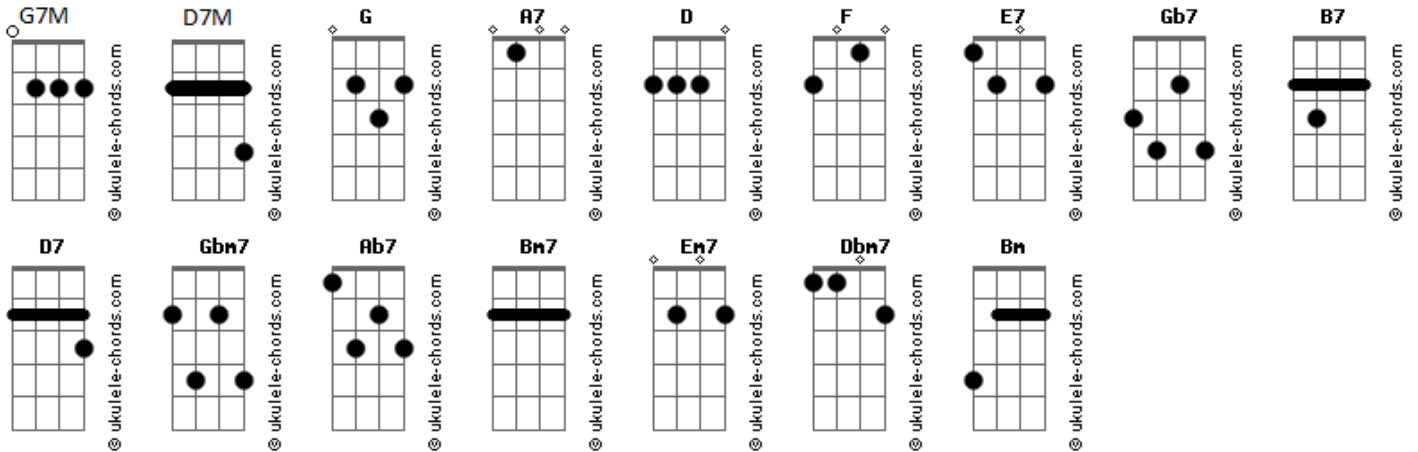 G7M D7M G A7 D F E7 Gb7 B7
© ukulele-chords.com © ukulele-chords.com © ukulele-chords.com © ukulele-chords.com © ukulele-chords.com © ukulele-chords.com © ukulele-chords.com © ukulele-chords.com © ukulele-chords.com
D7 Gbm7 Ab7 Bm7 Em7 Dbm7 Bm
© ukulele-chords.com © ukulele-chords.com © ukulele-chords.com © ukulele-chords.com © ukulele-chords.com © ukulele-chords.com © ukulele-chords.com